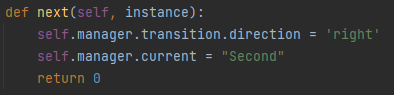 def next(self, instance):
    self.manager.transition.direction = 'right'
    self.manager.current = "Second"
    return 0